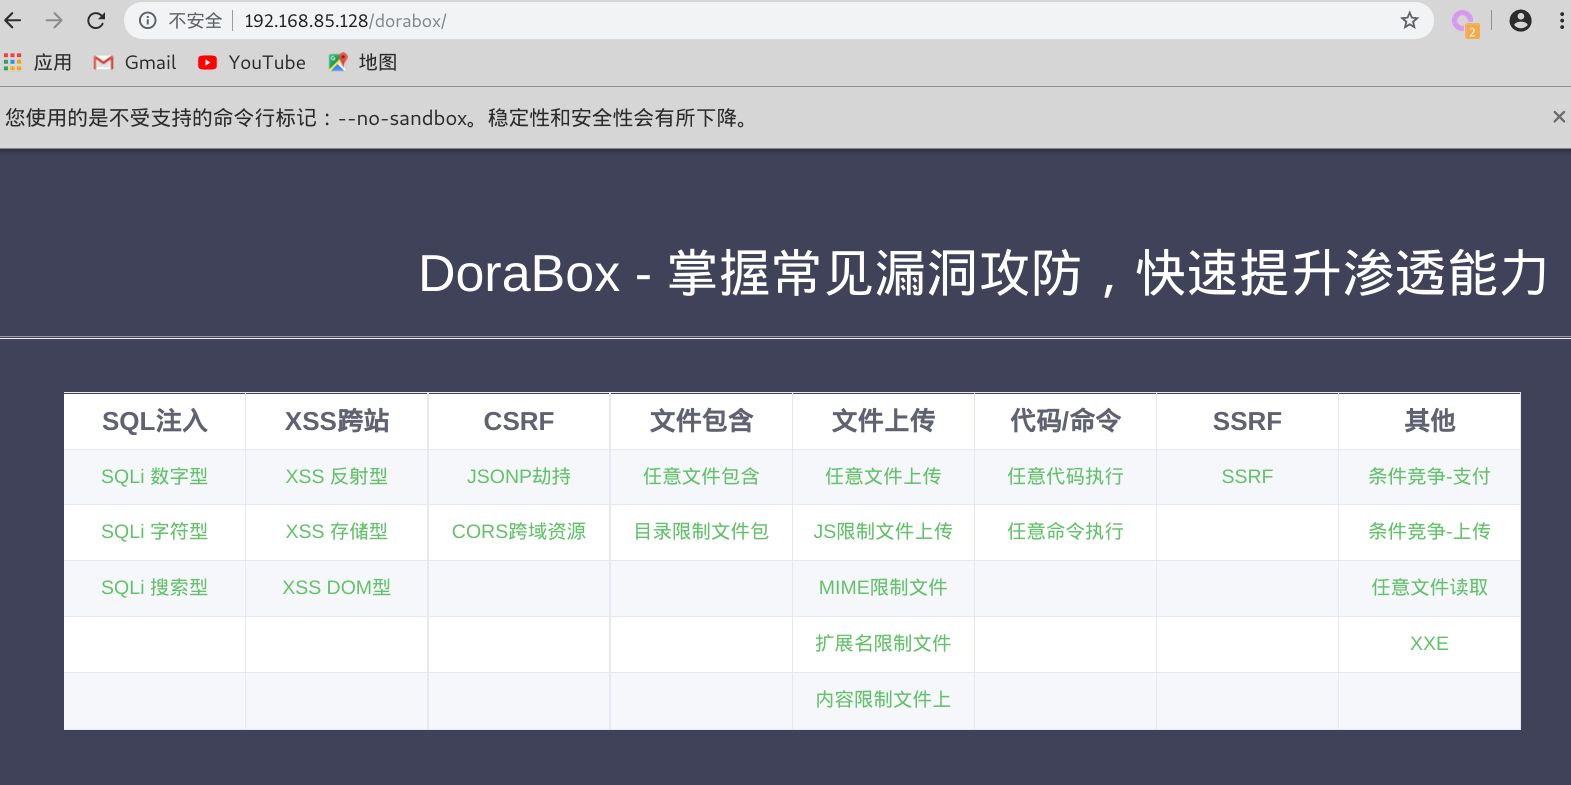 不安全 192.168.85.128/dorabox/
2
应用 Gmail YouTube 地图
您使用的是不受支持的命令行标记：--no-sandbox。稳定性和安全性会有所下降。
DoraBox - 掌握常见漏洞攻防，快速提升渗透能力
SQL注入 XSS跨站 CSRF 文件包含 文件上传 代码/命令 SSRF 其他
SQLi 数字型 XSS 反射型 JSONP劫持 任意文件包含 任意文件上传 任意代码执行 SSRF 条件竞争-支付
SQLi 字符型 XSS 存储型 CORS跨域资源 目录限制文件包 JS限制文件上传 任意命令执行 条件竞争-上传
SQLi 搜索型 XSS DOM型 MIME限制文件 任意文件读取
扩展名限制文件 XXE
内容限制文件上